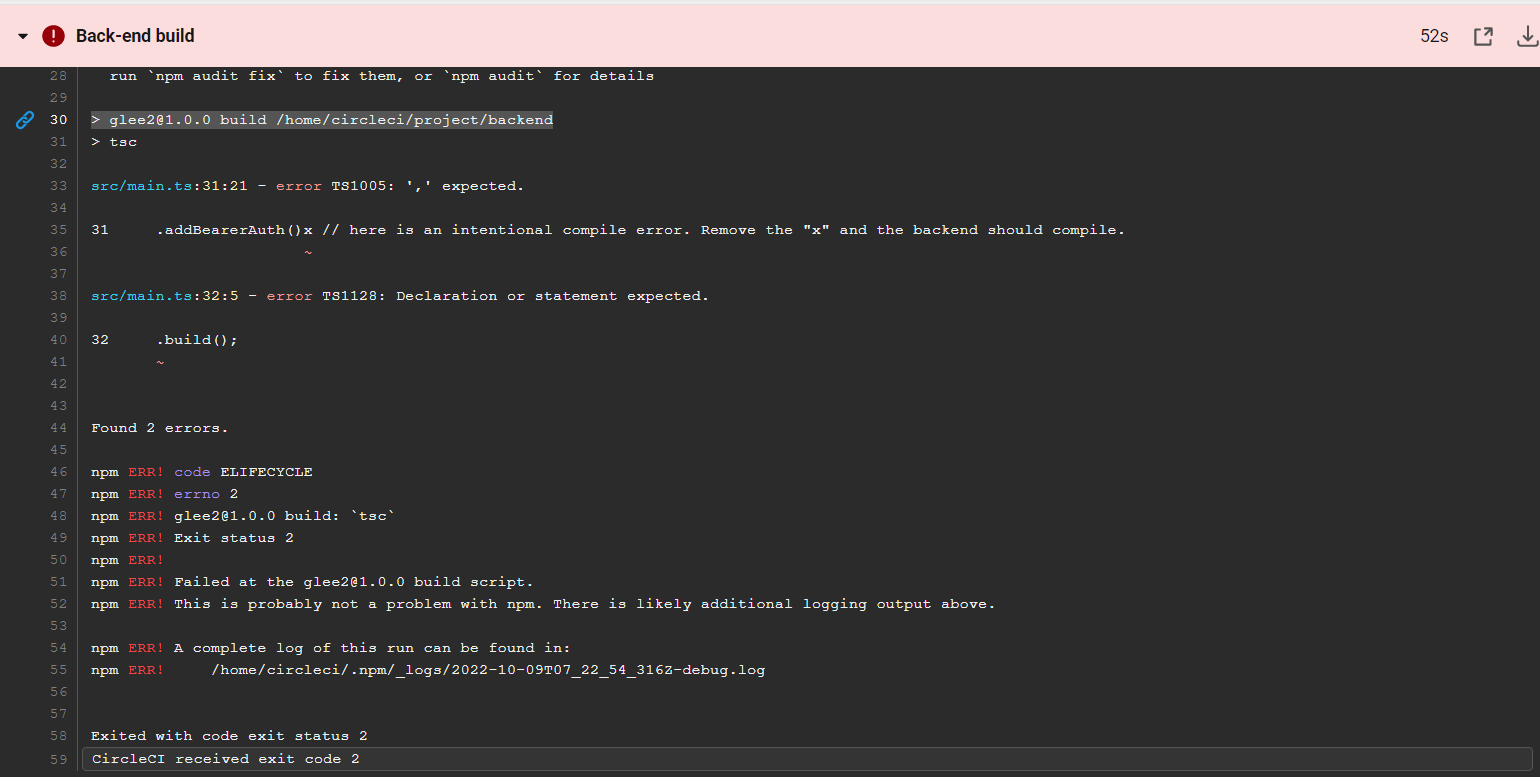 Back-end build 52s
28 run `npm audit fix` to fix them, or `npm audit` for details
29
30 > glee2@1.0.0 build /home/circleci/project/backend
31 > tsc
32
33 src/main.ts:31:21 - error TS1005: ',' expected.
34
35 31 .addBearerAuth()x // here is an intentional compile error. Remove the "x" and the backend should compile.
36 ~
37
38 src/main.ts:32:5 - error TS1128: Declaration or statement expected.
39
40 32 .build();
41 ~
42
43
44 Found 2 errors.
45
46 npm ERR! code ELIFECYCLE
47 npm ERR! errno 2
48 npm ERR! glee2@1.0.0 build: `tsc`
49 npm ERR! Exit status 2
50 npm ERR!
51 npm ERR! Failed at the glee2@1.0.0 build script.
52 npm ERR! This is probably not a problem with npm. There is likely additional logging output above.
53
54 npm ERR! A complete log of this run can be found in:
55 npm ERR! /home/circleci/.npm/_logs/2022-10-09T07_22_54_316Z-debug.log
56
57
58 Exited with code exit status 2
59 CircleCI received exit code 2